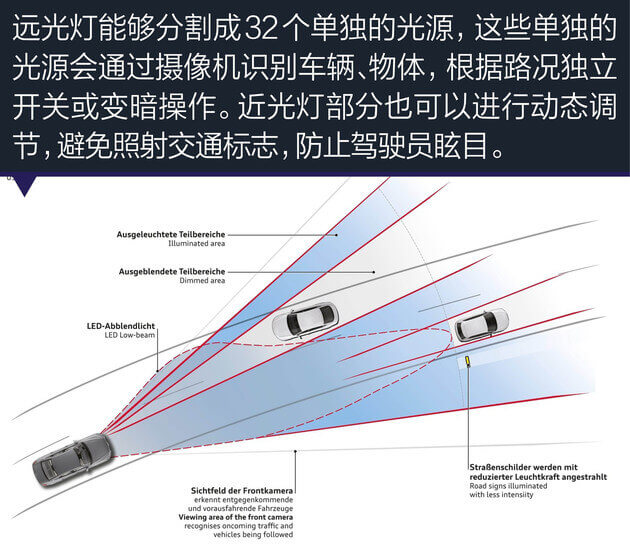 远光灯能够分割成32个单独的光源，这些单独的
光源会通过摄像机识别车辆、物体，根据路况独立
开关或变暗操作。近光灯部分也可以进行动态调
节，避免照射交通标志，防止驾驶员眩目。
Ausgeleuchtete Teilbereiche
Illuminated area
Ausgeblendete Teilbereiche
Dimmed area
LED-Abblendlicht
LED Low-beam
Sichtfeld der Frontkamera
erkennt entgegenkommende
und vorausfahrende Fahrzeuge
Viewing area of the front camera
recognises oncoming traffic and
vehicles being followed
Straßenschilder werden mit
reduzierter Leuchtkraft angestrahlt
Road signs illuminated
with less intensiity